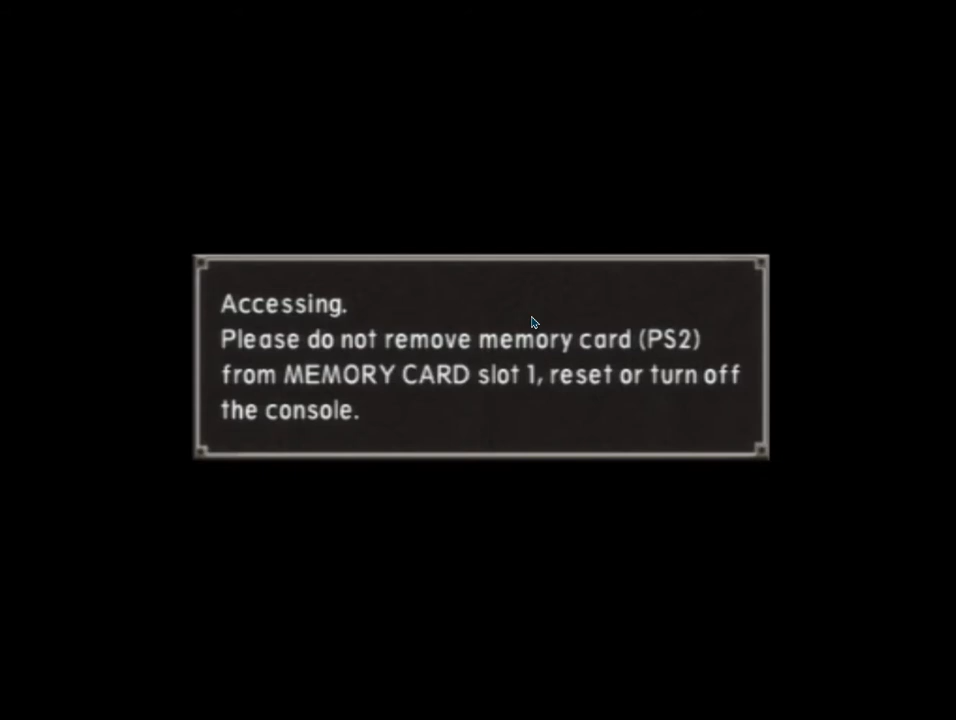 Accessing.
Please do not remove memory card (PS2)
from MEMORY CARD slot 1, reset or turn off
the console.